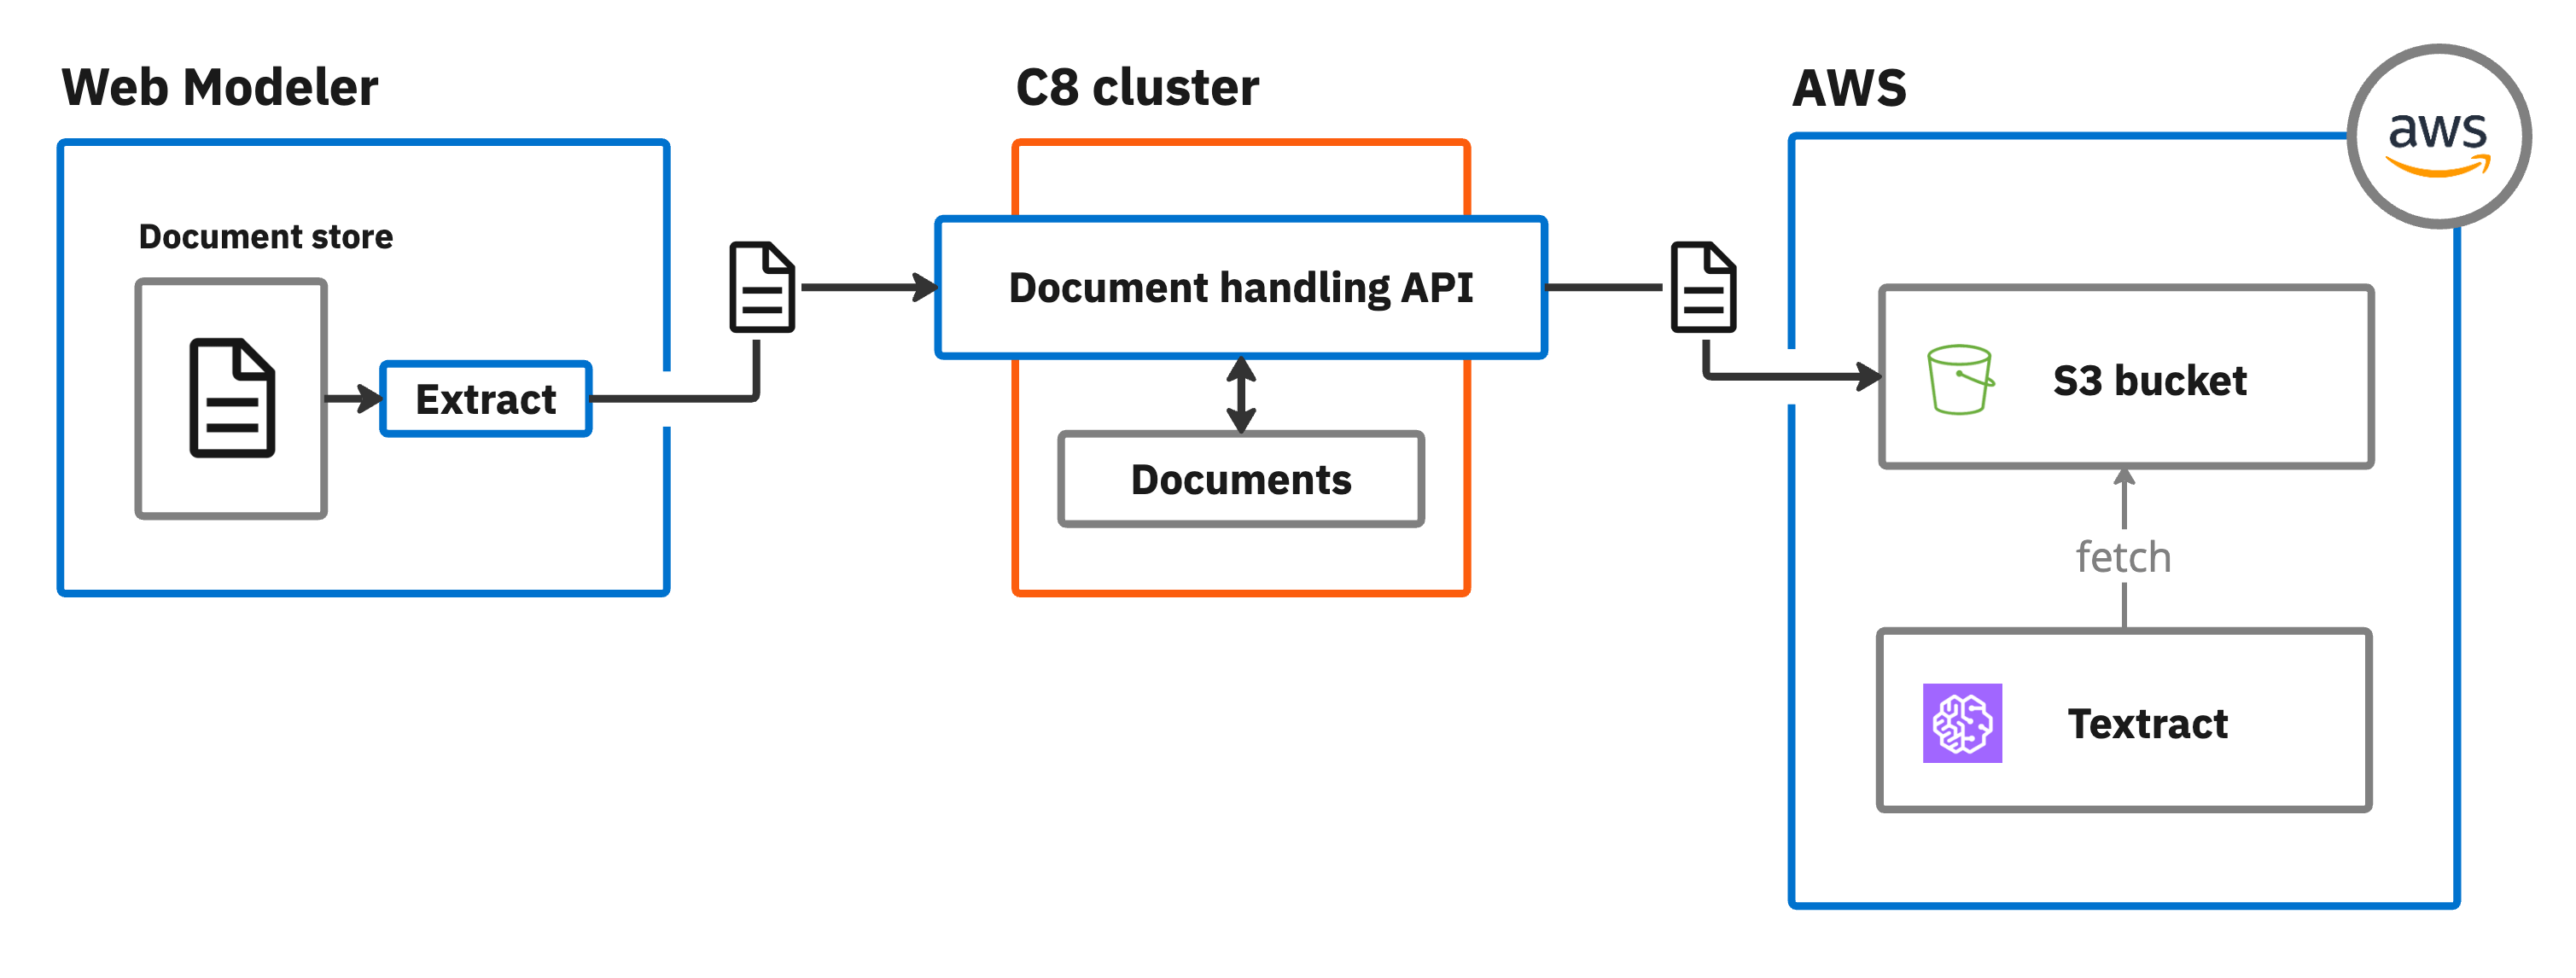 Web Modeler
C8 cluster
AWS
aws
Document store
Document handling API
Extract
S3 bucket
Documents
fetch
Textract